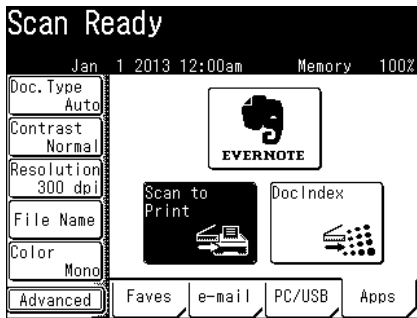 Scan Ready
Jan 1 2013 12:00am Memory 100%
Doc.Type
Auto
Contrast
Normal
Resolution
300 dpi
File Name
Color
Mono
Advanced
EVERNOTE
Scan to
Print
DocIndex
Faves
e-mail
PC/USB
Apps